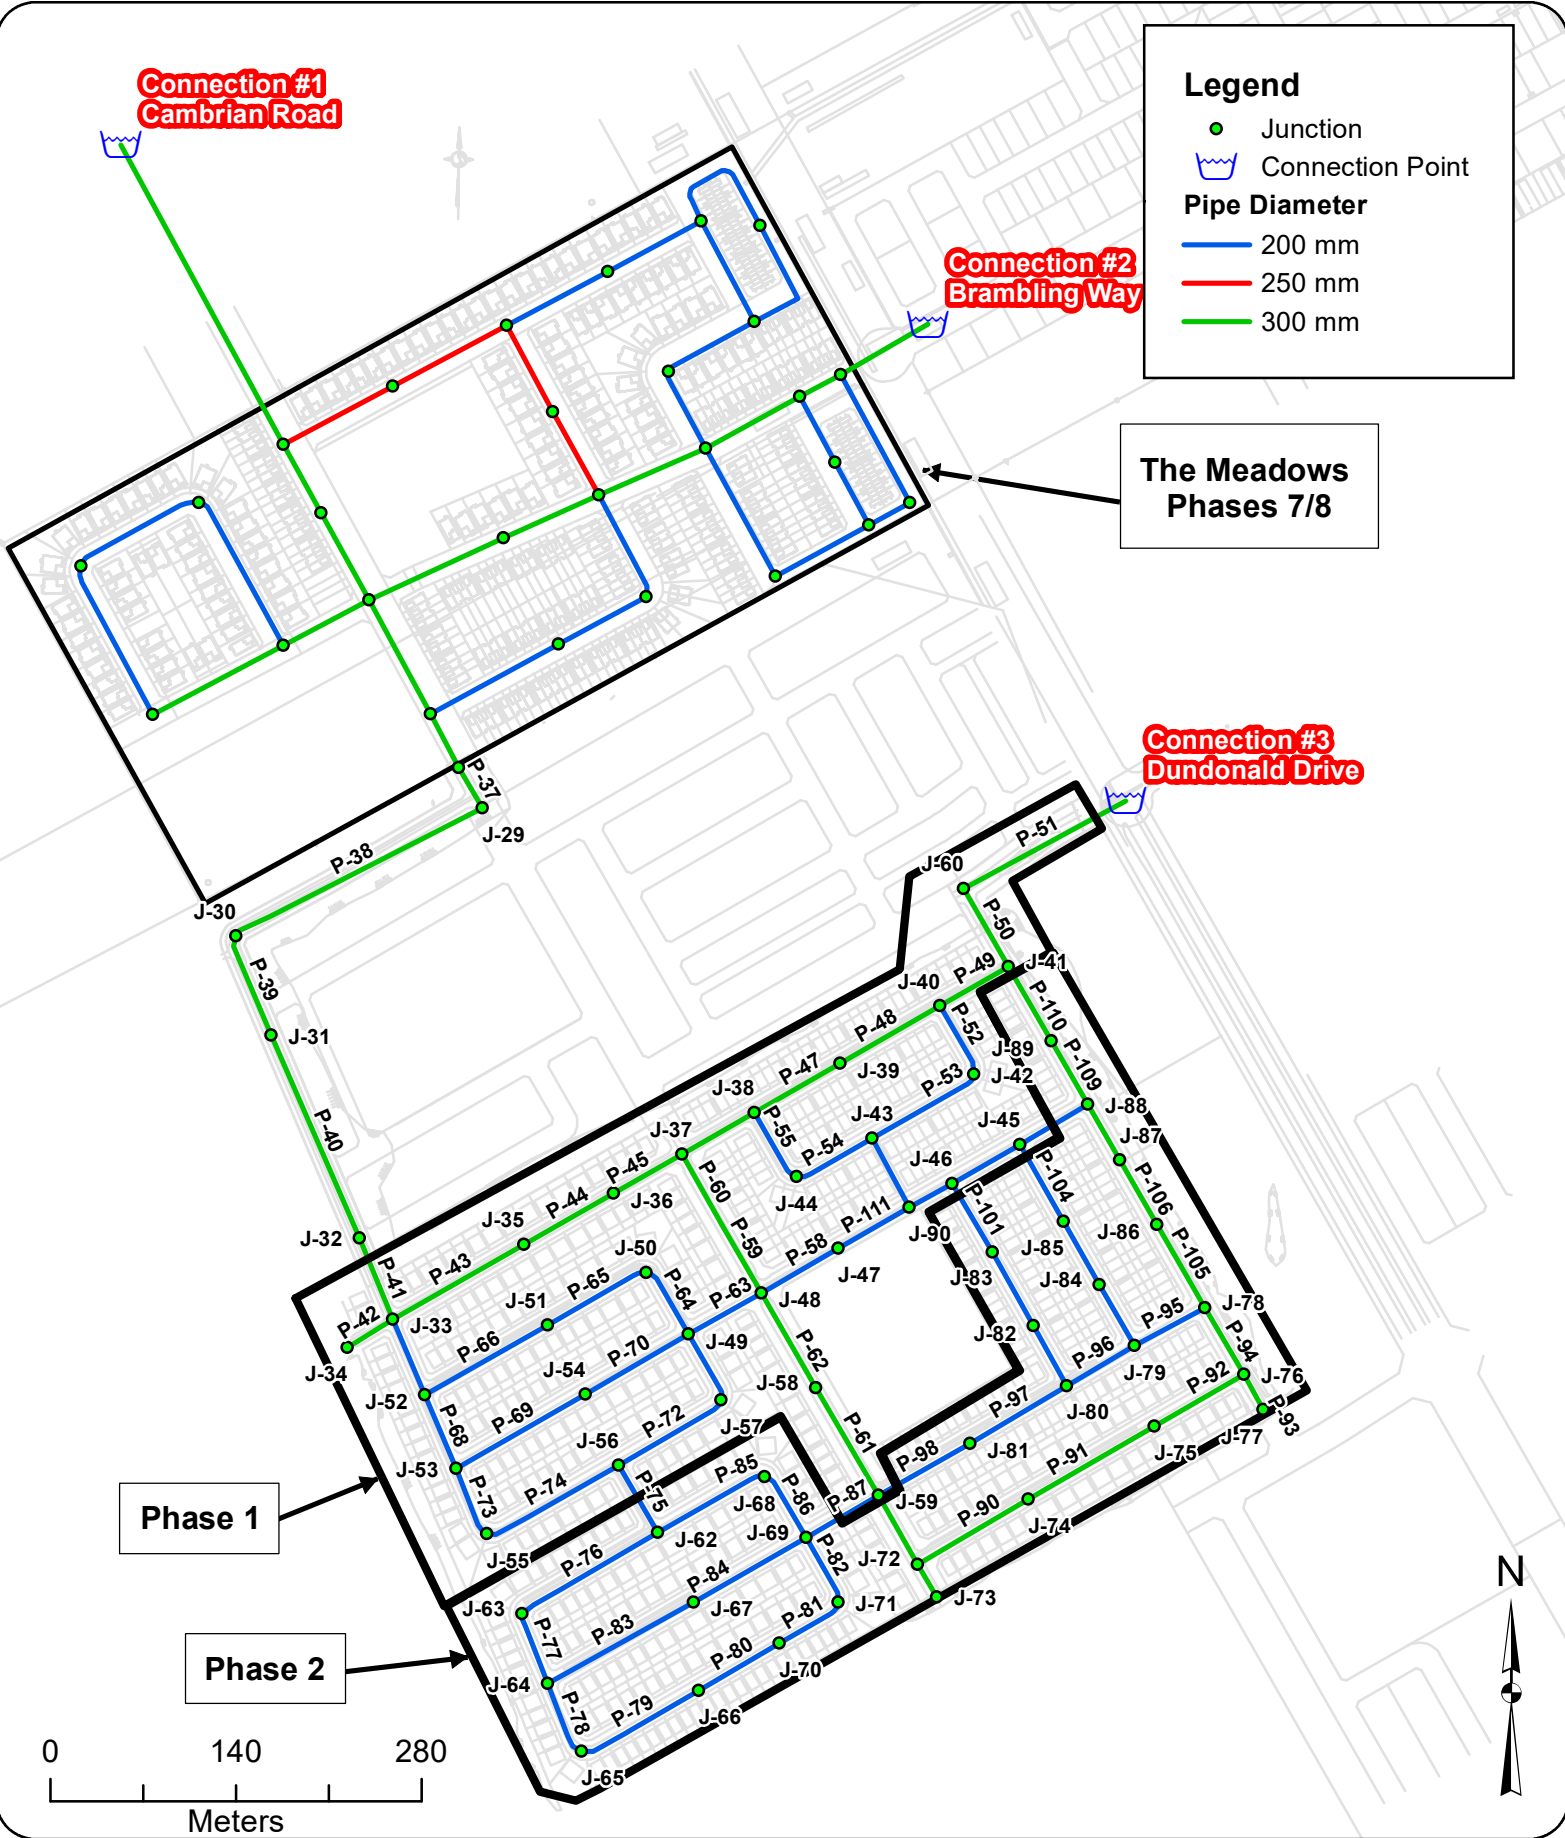 Connection #1
Cambrian Road
Legend
Junction
Connection Point
Pipe Diameter
200 mm
250 mm
300 mm
Connection #2
Brambling Way
The Meadows
Phases 7/8
Connection #3
Dundonald Drive
P-37
J-29
P-38
J-30
P-39
J-31
P-40
J-32
P-41
P-51
J-60
P-50
J-41
P-49
J-40
P-48
P-52
P-110
J-89
P-109
J-39
P-47
J-38
P-53
J-42
J-88
J-43
J-45
J-87
P-55
P-54
J-37
P-45
J-46
P-104
P-106
P-60
J-44
P-44
J-36
P-111
P-101
J-35
J-90
J-86
P-59
P-58
J-85
P-105
J-47
P-43
J-50
J-83
J-84
P-65
P-64
P-63
J-48
J-51
P-42
J-33
J-78
P-95
J-82
J-49
P-66
P-70
J-34
J-54
P-62
P-96
J-79
P-94
P-92
J-76
J-52
J-58
P-97
J-80
P-93
P-68
P-69
P-72
J-57
P-61
J-77
J-75
J-56
J-81
P-91
P-98
J-53
P-85
P-74
P-75
P-86
J-68
P-87
J-59
P-90
P-73
J-74
J-62
J-69
P-82
J-55
P-76
J-72
P-84
J-73
J-63
J-67
P-81
J-71
P-77
P-83
P-80
J-70
J-64
P-78
P-79
J-66
J-65
Phase 1
Phase 2
N
0 140 280
Meters